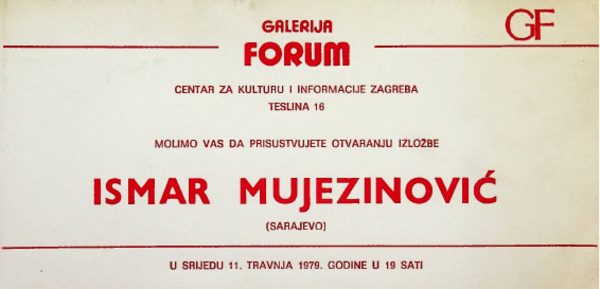 GALERIJA
GF
FORUM
CENTAR ZA KULTURU I INFORMACIJE ZAGREBA
TESLINA 16
MOLIMO VAS DA PRISUSTVUJETE OTVARANJU IZLOŽBE
ISMAR MUJEZINOVIĆ
(SARAJEVO)
U SRIJEDU 11. TRAVNJA 1979. GODINE U 19 SATI